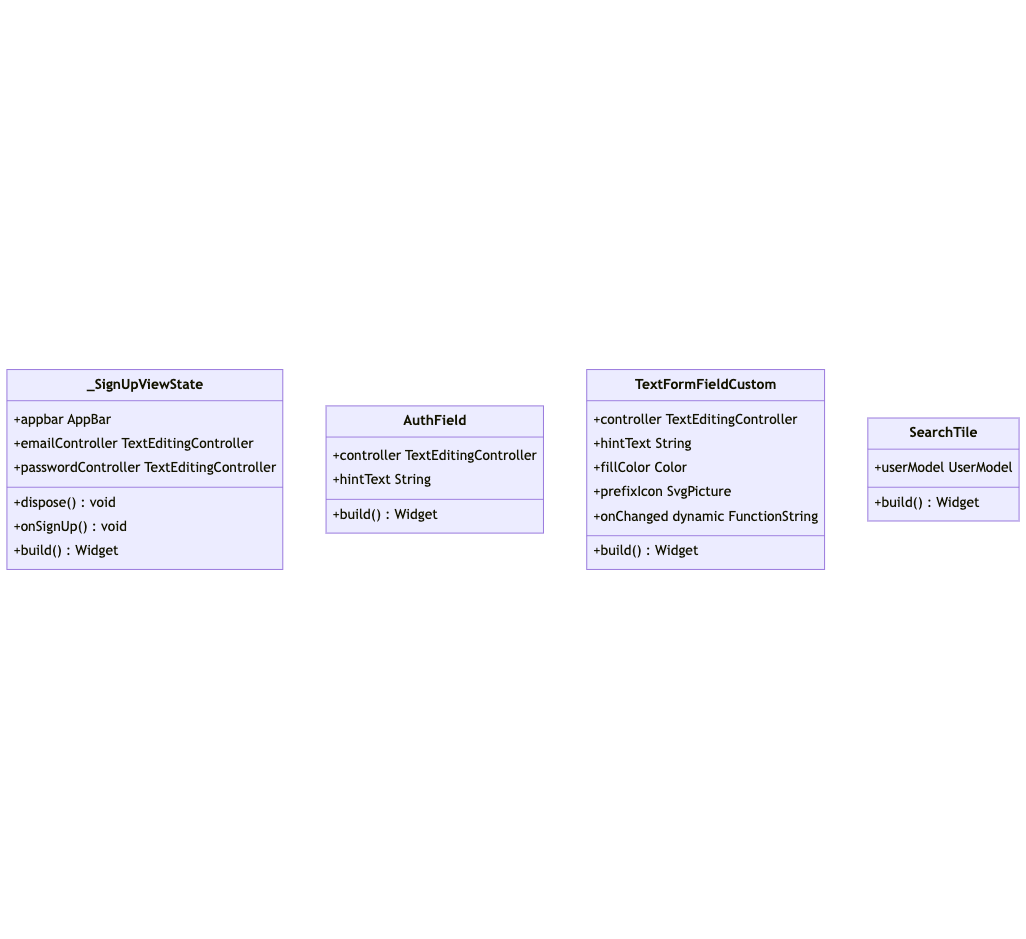 _SignUpViewState
+appbar AppBar
+emailController TextEditingController
+passwordController TextEditingController
+dispose() : void
+onSignUp() : void
+build() : Widget
AuthField
+controller TextEditingController
+hintText String
+build() : Widget
TextFormFieldCustom
+controller TextEditingController
+hintText String
+fillColor Color
+prefixIcon SvgPicture
+onChanged dynamic FunctionString
+build() : Widget
SearchTile
+userModel UserModel
+build() : Widget